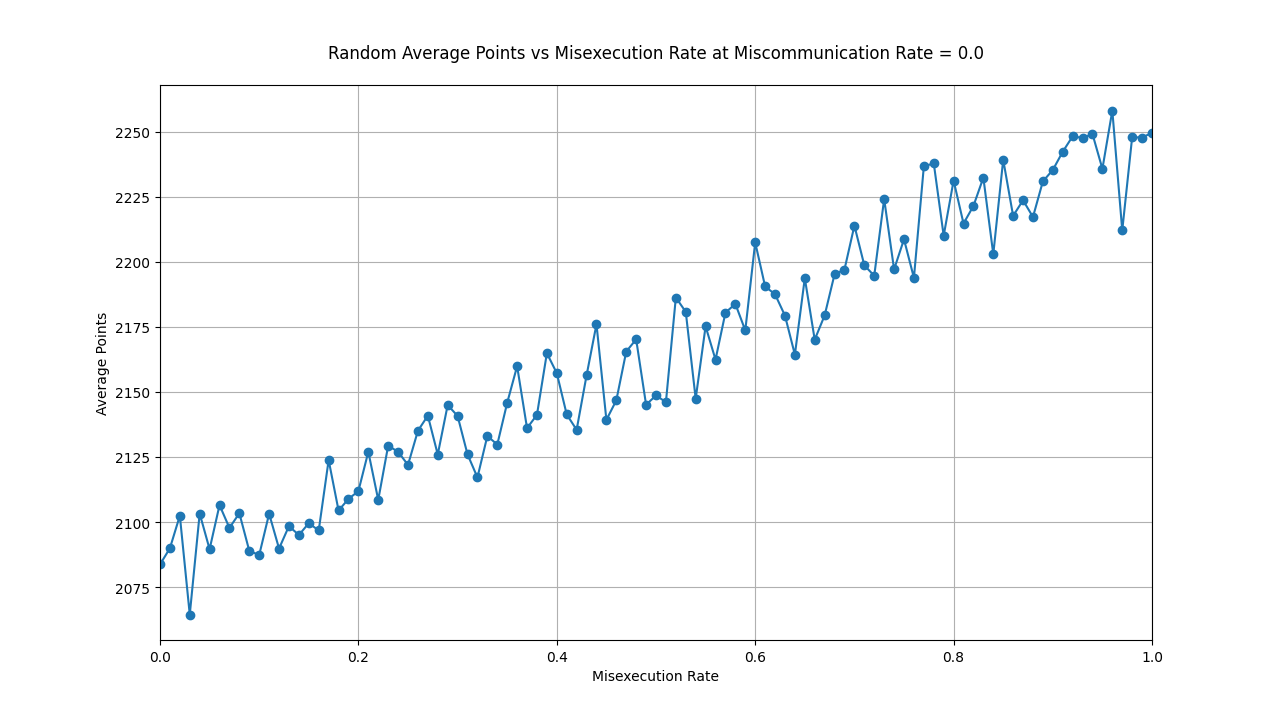 Random Average Points vs Misexecution Rate at Miscommunication Rate = 0.0
2250
2225
2200
2175
2150
2125
2100
2075
Average Points
0.0 0.2 0.4 0.6 0.8 1.0
Misexecution Rate